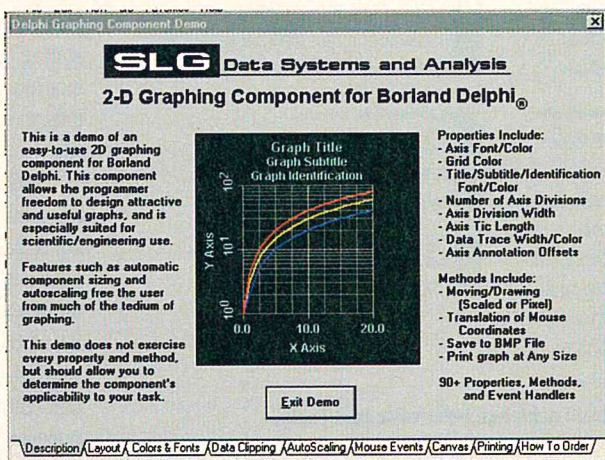 Delphi Graphing Component Demo
SLG Data Systems and Analysis
2-D Graphing Component for Borland Delphi®
This is a demo of an
easy-to-use 2D graphing
component for Borland
Delphi. This component
allows the programmer
freedom to design attractive
and useful graphs, and is
especially suited for
scientific/engineering use.
Features such as automatic
component sizing and
autoscaling free the user
from much of the tedium of
graphing.
This demo does not exercise
every property and method,
but should allow you to
determine the component's
applicability to your task.
Graph Title
Graph Subtitle
Graph Identification
Y Axis
10²
10¹
10⁰
0.0 10.0 20.0
X Axis
Exit Demo
Properties Include:
- Axis Font/Color
- Grid Color
- Title/Subtitle/Identification
Font/Color
- Number of Axis Divisions
- Axis Division Width
- Axis Tic Length
- Data Trace Width/Color
- Axis Annotation Offsets
Methods Include:
- Moving/Drawing
(Scaled or Pixel)
- Translation of Mouse
Coordinates
- Save to BMP File
- Print graph at Any Size
90+ Properties, Methods,
and Event Handlers
Description Layout Colors & Fonts Data Clipping AutoScaling Mouse Events Canvas Printing How To Order